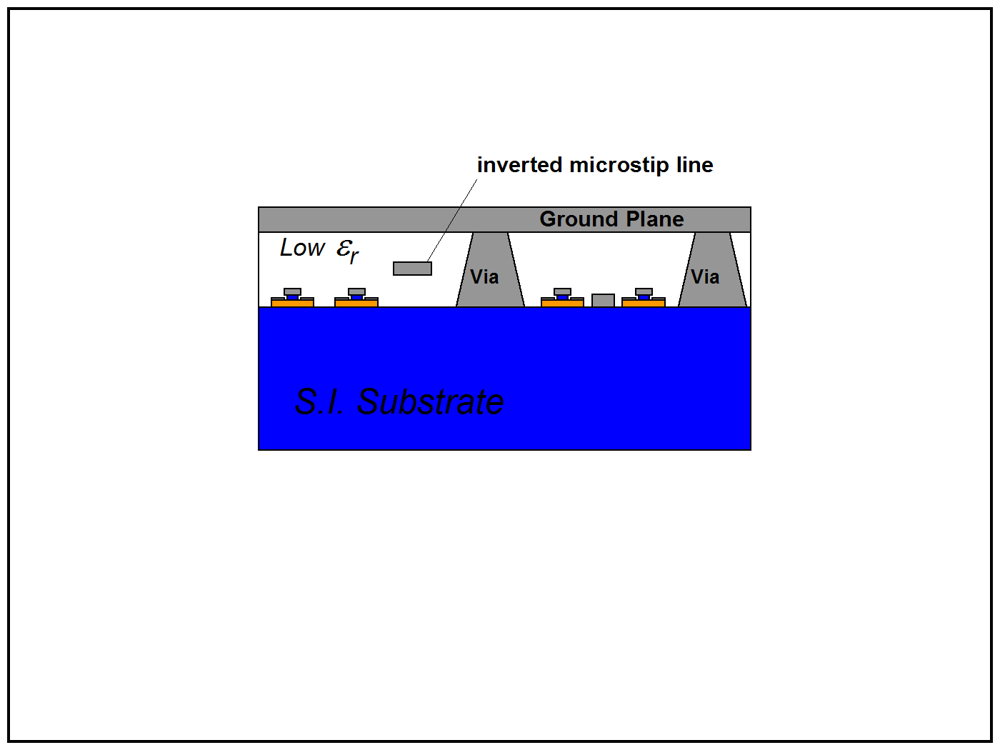 inverted microstip line
Ground Plane
Low εr
Via
Via
S.I. Substrate